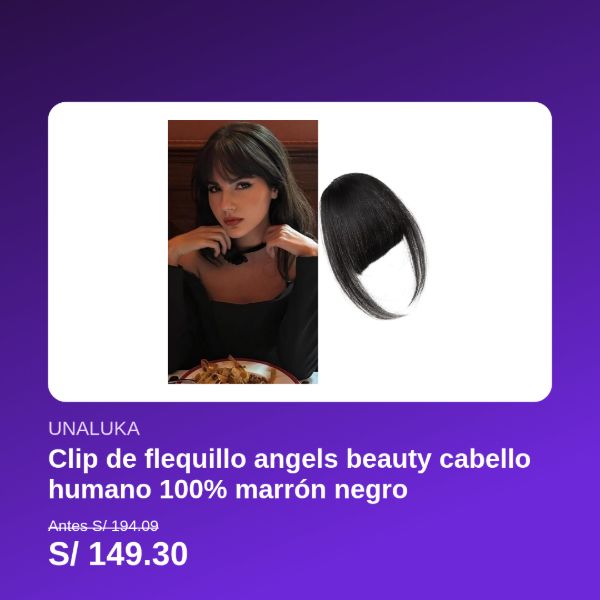 UNALUKA
Clip de flequillo angels beauty cabello
humano 100% marrón negro
Antes S/ 194.09
S/ 149.30